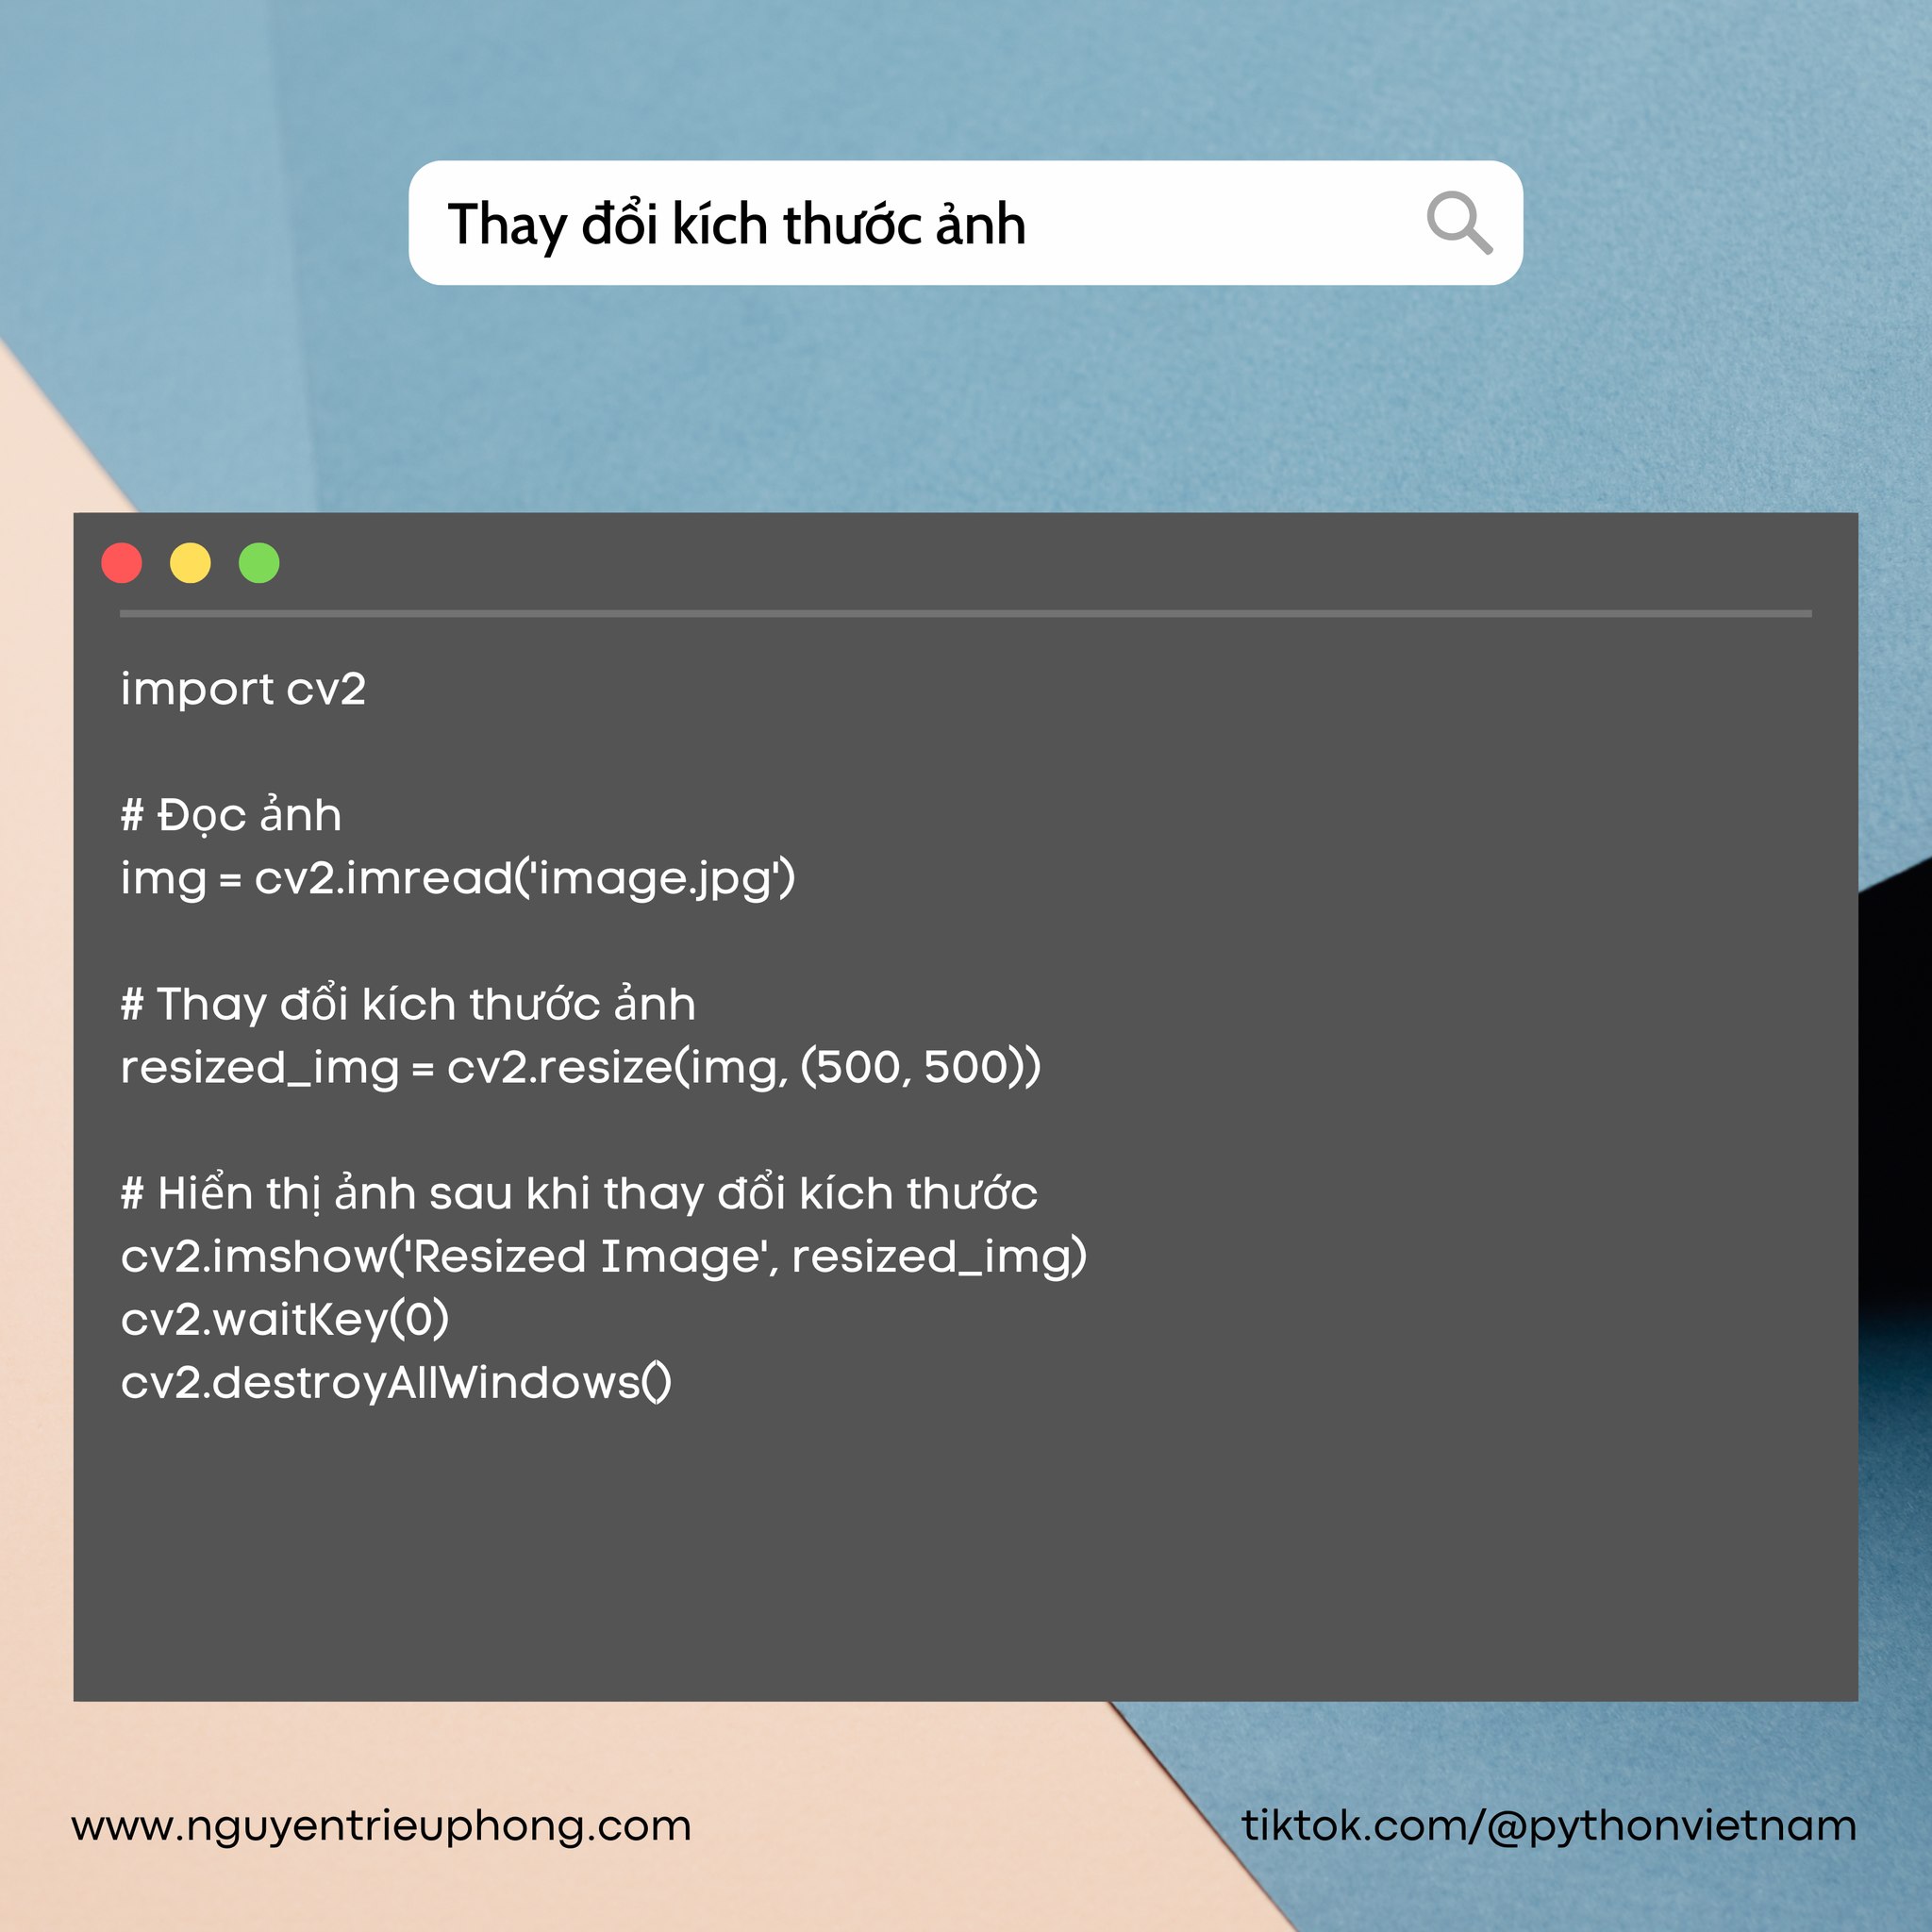 Thay đổi kích thước ảnh
import cv2
# Đọc ảnh
img = cv2.imread('image.jpg')
# Thay đổi kích thước ảnh
resized_img = cv2.resize(img, (500, 500))
# Hiển thị ảnh sau khi thay đổi kích thước
cv2.imshow('Resized Image', resized_img)
cv2.waitKey(0)
cv2.destroyAllWindows()
www.nguyentrieuphong.com
tiktok.com/@pythonvietnam